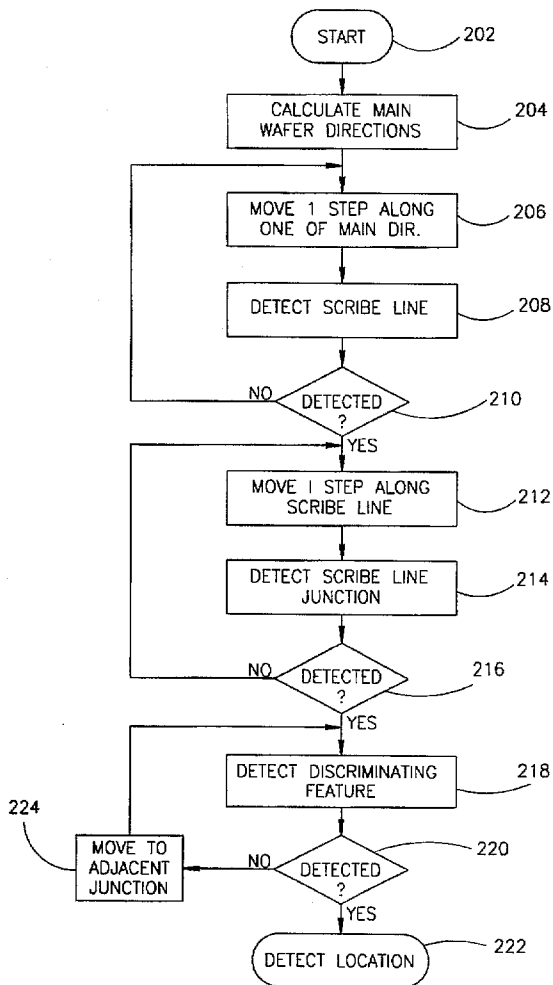 START
202
CALCULATE MAIN
WAFER DIRECTIONS
204
MOVE 1 STEP ALONG
ONE OF MAIN DIR.
206
DETECT SCRIBE LINE
208
NO
DETECTED
?
210
YES
MOVE I STEP ALONG
SCRIBE LINE
212
DETECT SCRIBE LINE
JUNCTION
214
NO
DETECTED
?
216
YES
DETECT DISCRIMINATING
FEATURE
218
224
MOVE TO
ADJACENT
JUNCTION
NO
DETECTED
?
220
YES
DETECT LOCATION
222